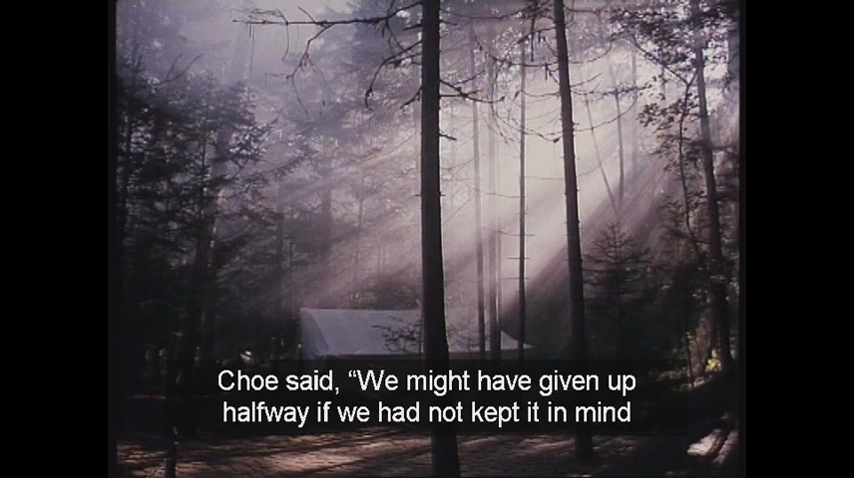 Choe said, “We might have given up
halfway if we had not kept it in mind